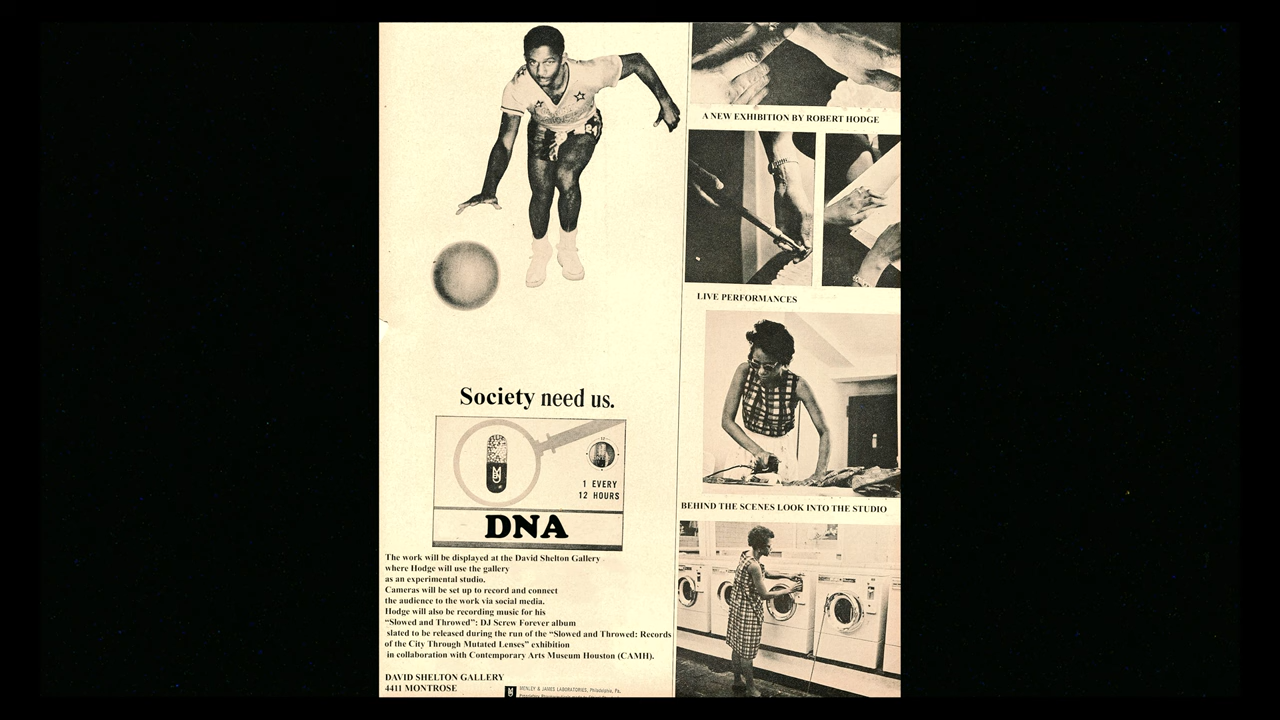 A NEW EXHIBITION BY ROBERT HODGE
LIVE PERFORMANCES
BEHIND THE SCENES LOOK INTO THE STUDIO
Society need us.
1 EVERY
12 HOURS
DNA
The work will be displayed at the David Shelton Gallery
where Hodge will use the gallery
as an experimental studio.
Cameras will be set up to record and connect
the audience to the work via social media.
Hodge will also be recording music for his
“Slowed and Throwed”; DJ Screw Forever album
slated to be released during the run of the “Slowed and Throwed: Records
of the City Through Mutated Lenses” exhibition
in collaboration with Contemporary Arts Museum Houston (CAMH).
DAVID SHELTON GALLERY
4411 MONTROSE
MENLEY & JAMES LABORATORIES, Philadelphia, Pa.